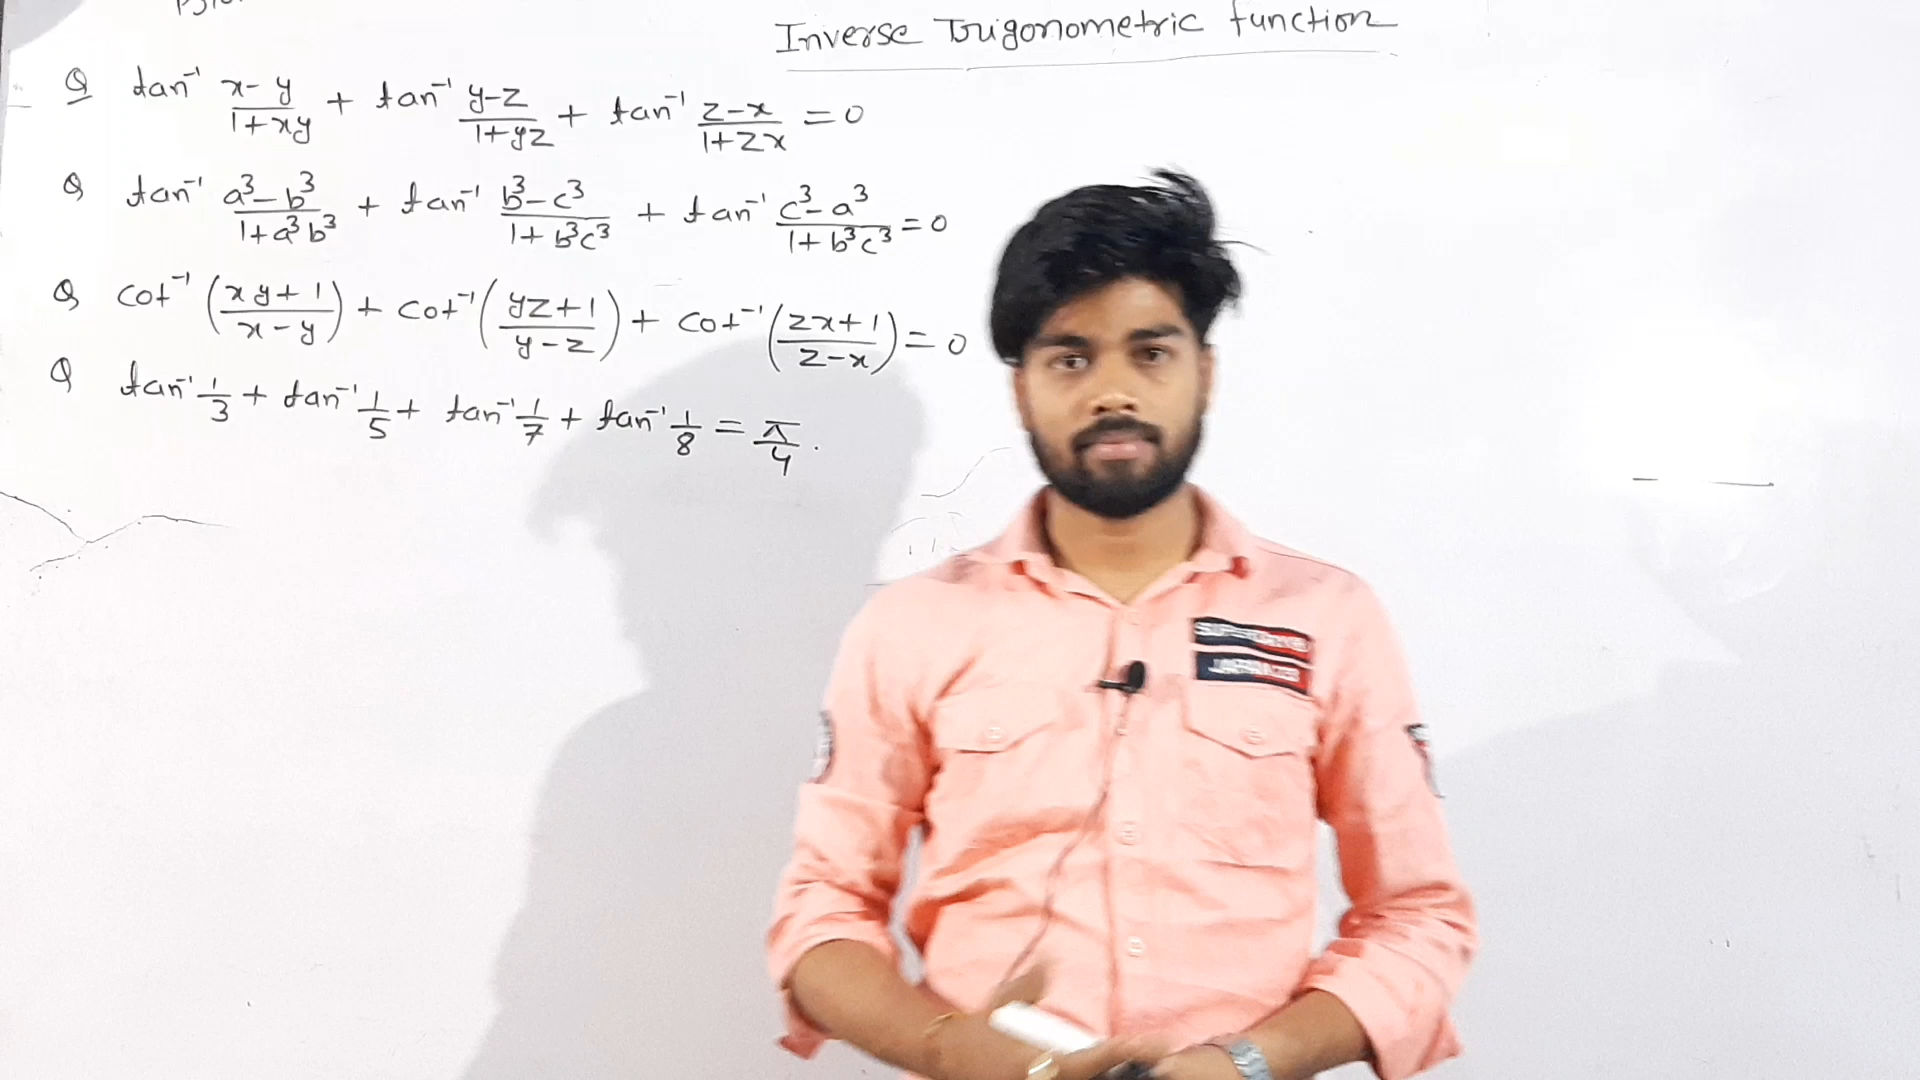 Inverse Trigonometric function
Q tan⁻¹ x-y/1+xy + tan⁻¹ y-z/1+yz + tan⁻¹ z-x/1+zx = 0
Q tan⁻¹ a³-b³/1+a³b³ + tan⁻¹ b³-c³/1+b³c³ + tan⁻¹ c³-a³/1+b³c³ = 0
Q cot⁻¹ (xy+1/x-y) + cot⁻¹ (yz+1/y-z) + cot⁻¹ (zx+1/z-x) = 0
Q tan⁻¹ 1/3 + tan⁻¹ 1/5 + tan⁻¹ 1/7 + tan⁻¹ 1/8 = π/4.